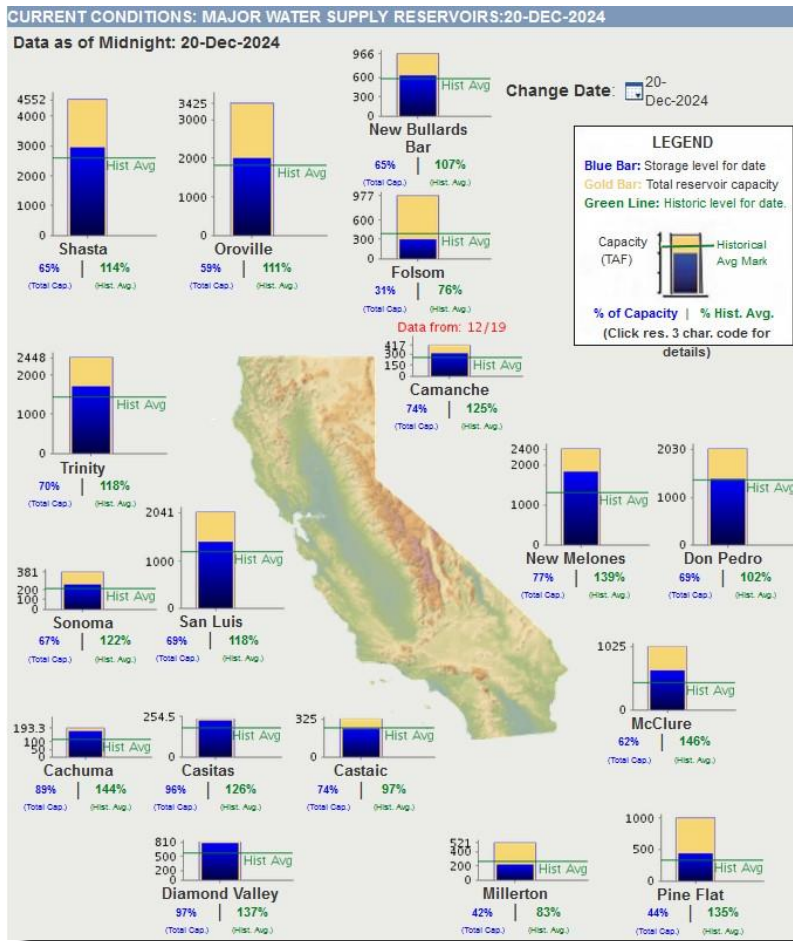 CURRENT CONDITIONS: MAJOR WATER SUPPLY RESERVOIRS:20-DEC-2024
Data as of Midnight: 20-Dec-2024
Change Date: 20-
Dec-2024
4552
4000
3000
2000
1000
0
Hist Avg
Shasta
65% | 114%
(Total Cap.) (Hist. Avg.)
3425
2000
1000
0
Hist Avg
Oroville
59% | 111%
(Total Cap.) (Hist. Avg.)
966
600
300
0
Hist Avg
New Bullards
Bar
65% | 107%
(Total Cap.) (Hist. Avg.)
977
600
300
0
Hist Avg
Folsom
31% | 76%
(Total Cap.) (Hist. Avg.)
LEGEND
Blue Bar: Storage level for date
Gold Bar: Total reservoir capacity
Green Line: Historic level for date.
Capacity
(TAF)
Historical
Avg Mark
% of Capacity | % Hist. Avg.
(Click res. 3 char. code for
details)
Data from: 12/19
417
300
150
0
Hist Avg
Camanche
74% | 125%
(Total Cap.) (Hist. Avg.)
2448
2000
1000
0
Hist Avg
Trinity
70% | 118%
(Total Cap.) (Hist. Avg.)
2400
2000
1000
0
Hist Avg
New Melones
77% | 139%
(Total Cap.) (Hist. Avg.)
2030
1000
0
Hist Avg
Don Pedro
69% | 102%
(Total Cap.) (Hist. Avg.)
381
200
100
0
Hist Avg
Sonoma
67% | 122%
(Total Cap.) (Hist. Avg.)
2041
1000
0
Hist Avg
San Luis
69% | 118%
(Total Cap.) (Hist. Avg.)
1025
0
Hist Avg
McClure
62% | 146%
(Total Cap.) (Hist. Avg.)
193.3
100
50
0
Hist Avg
Cachuma
89% | 144%
(Total Cap.) (Hist. Avg.)
254.5
0
Hist Avg
Casitas
96% | 126%
(Total Cap.) (Hist. Avg.)
325
0
Hist Avg
Castaic
74% | 97%
(Total Cap.) (Hist. Avg.)
810
500
200
0
Hist Avg
Diamond Valley
97% | 137%
(Total Cap.) (Hist. Avg.)
521
400
200
0
Hist Avg
Millerton
42% | 83%
(Total Cap.) (Hist. Avg.)
1000
500
0
Hist Avg
Pine Flat
44% | 135%
(Total Cap.) (Hist. Avg.)